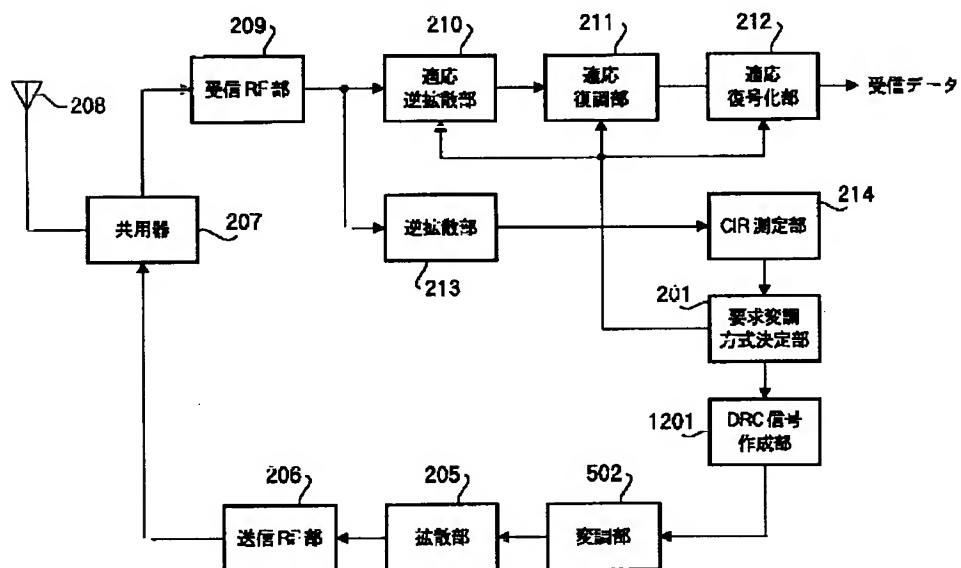 209
210
211
212
208
受信RF部
適応
逆拡散部
適応
復調部
適応
復号化部
受信データ
共用器
207
逆拡散部
213
CIR測定部
214
201
要求変調
方式決定部
1201
DRC信号
作成部
206
205
502
送信RF部
拡散部
変調部